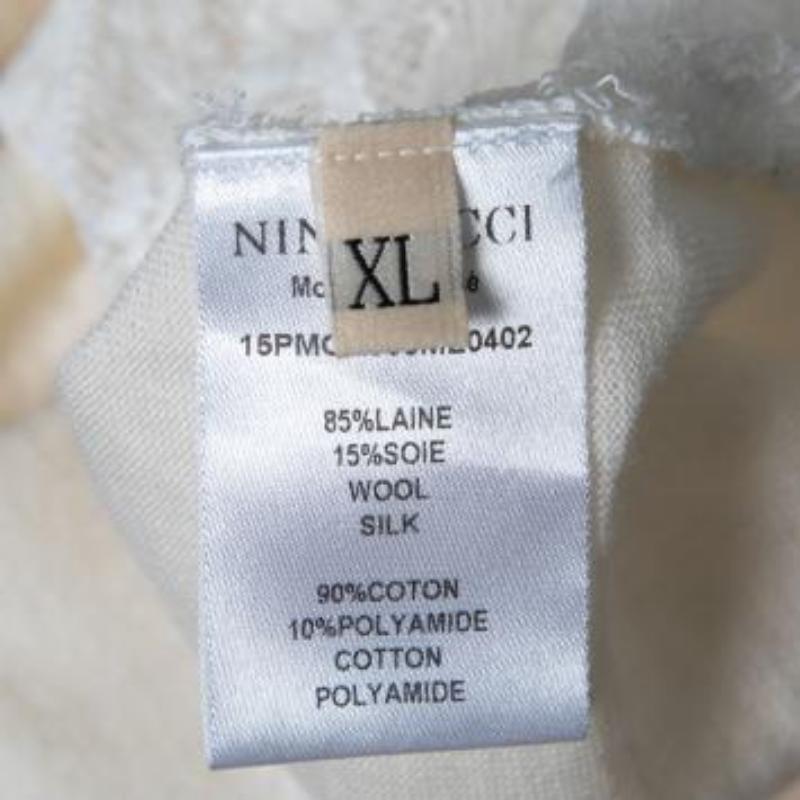 XL
85%LAINE
15%SOIE
WOOL
SILK
90%COTON
10%POLYAMIDE
COTTON
POLYAMIDE